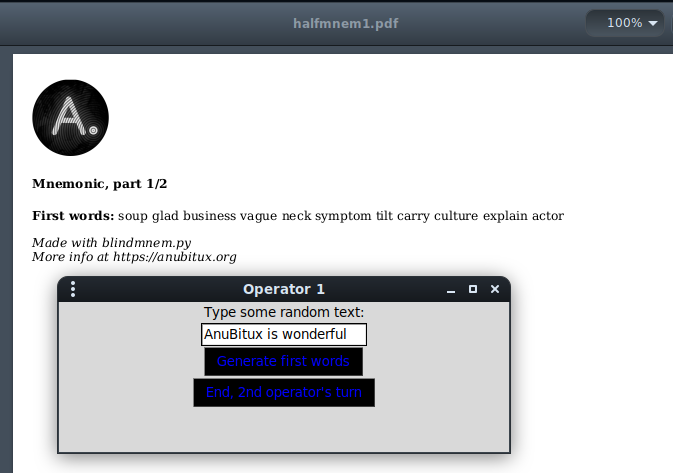 halfmnem1.pdf
100%
A.
Mnemonic, part 1/2
First words: soup glad business vague neck symptom tilt carry culture explain actor
Made with blindmnem.py
More info at https://anubitux.org
Operator 1
Type some random text:
AnuBitux is wonderful
Generate first words
End, 2nd operator's turn